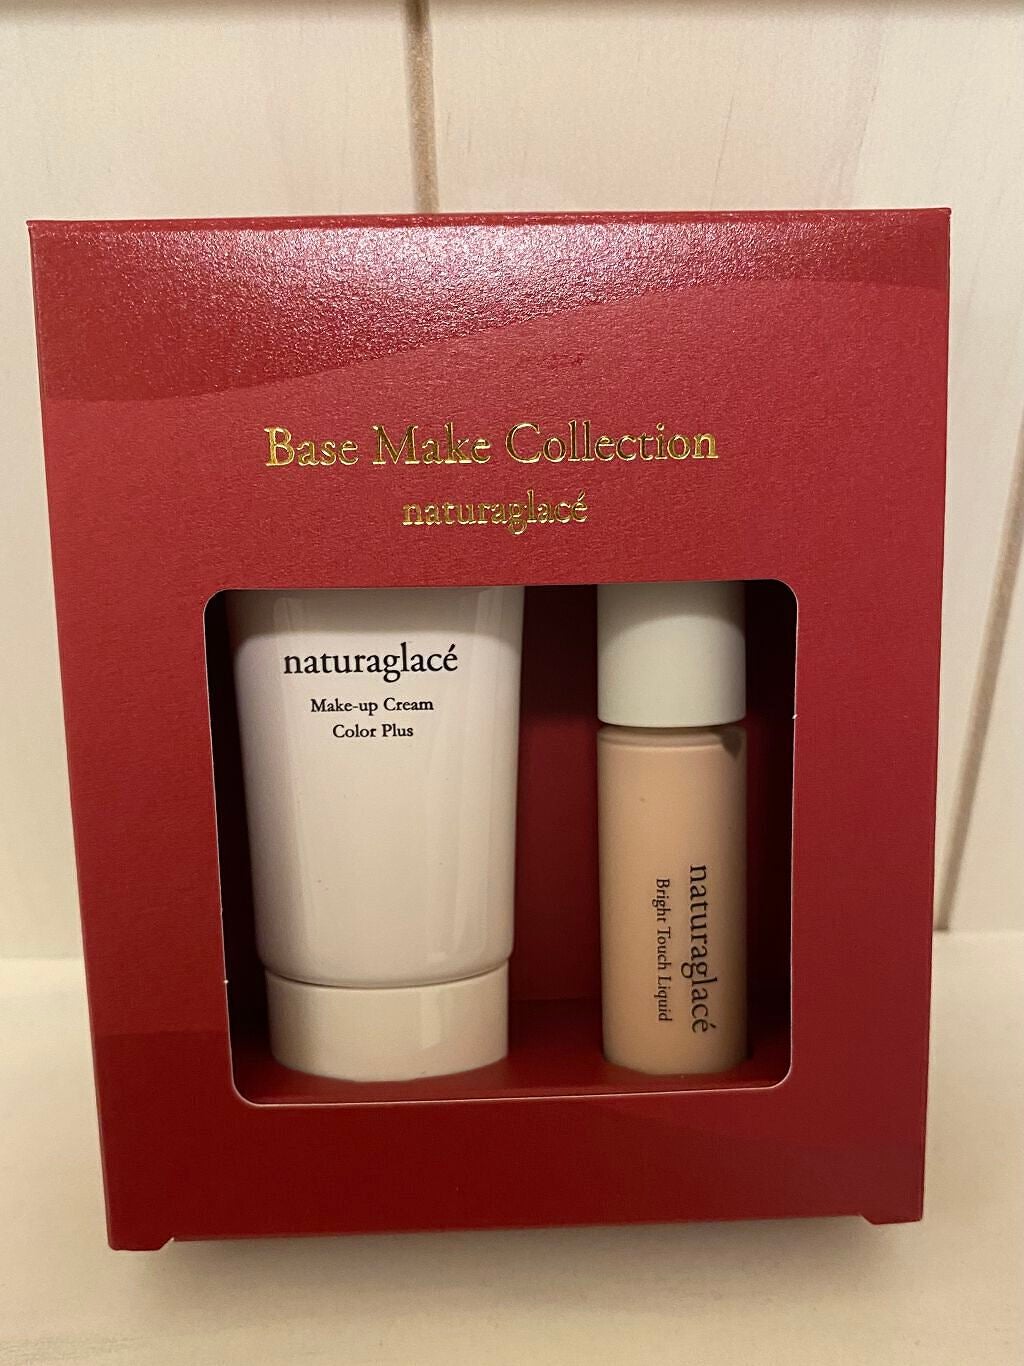 Base Make Collection
naturaglacé
naturaglacé
Make-up Cream
Color Plus
naturaglacé
Bright Touch Liquid